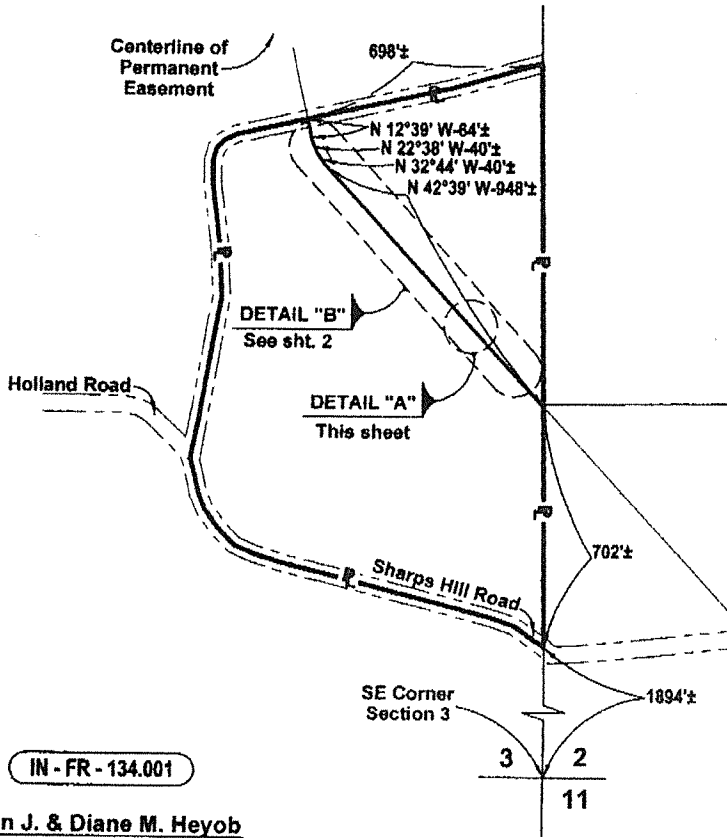 Centerline of
Permanent
Easement
698'±
N 12°39' W-64'±
N 22°38' W-40'±
N 32°44' W-40'±
N 42°39' W-948'±
DETAIL "B"
See sht. 2
Holland Road
DETAIL "A"
This sheet
702'±
Sharps Hill Road
1894'±
SE Corner
Section 3
3 2
11
IN - FR - 134.001
n J. & Diane M. Heyob